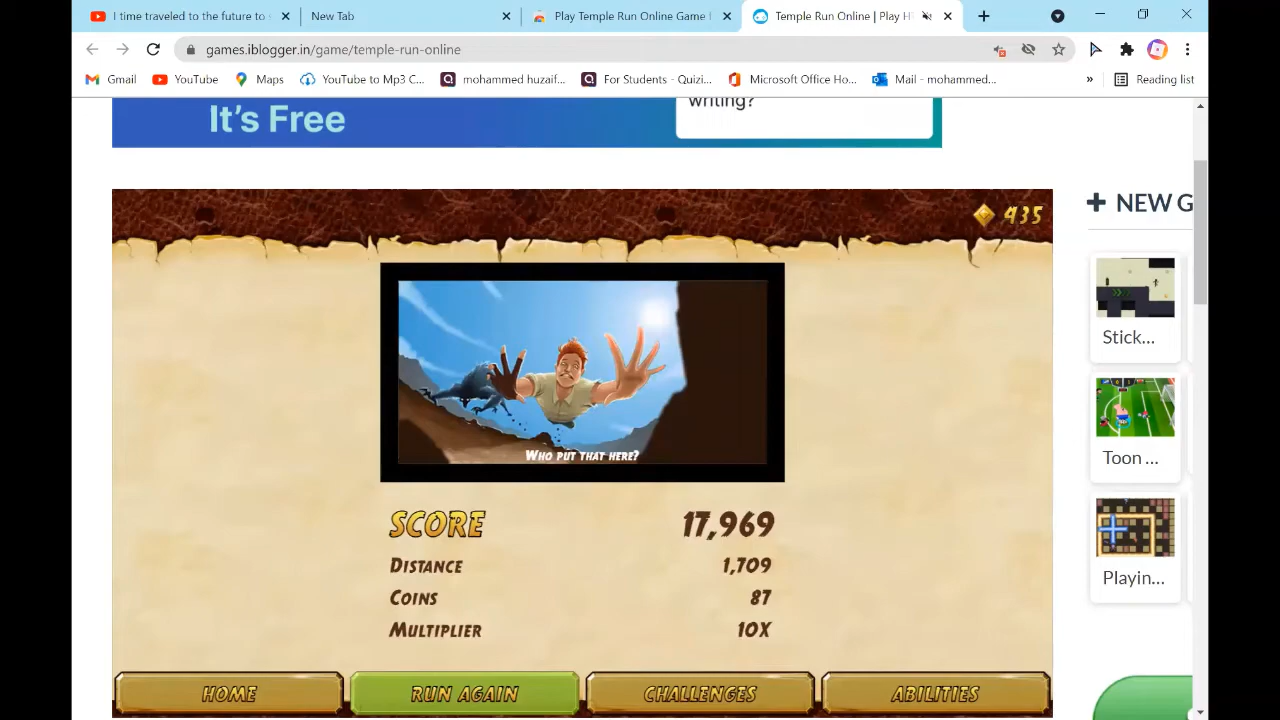 I time traveled to the future to
New Tab
Play Temple Run Online Game
Temple Run Online | Play H
games.iblogger.in/game/temple-run-online
Gmail
YouTube
Maps
YouTube to Mp3 C...
mohammed huzaif...
For Students - Quizi...
Microsoft Office Ho...
Mail - mohammed...
»
Reading list
It's Free
writing?
435
+ NEW G
WHO PUT THAT HERE?
Stick...
SCORE 17,969
Toon ...
DISTANCE 1,709
COINS 87
Playin...
MULTIPLIER 10X
HOME
RUN AGAIN
CHALLENGES
ABILITIES